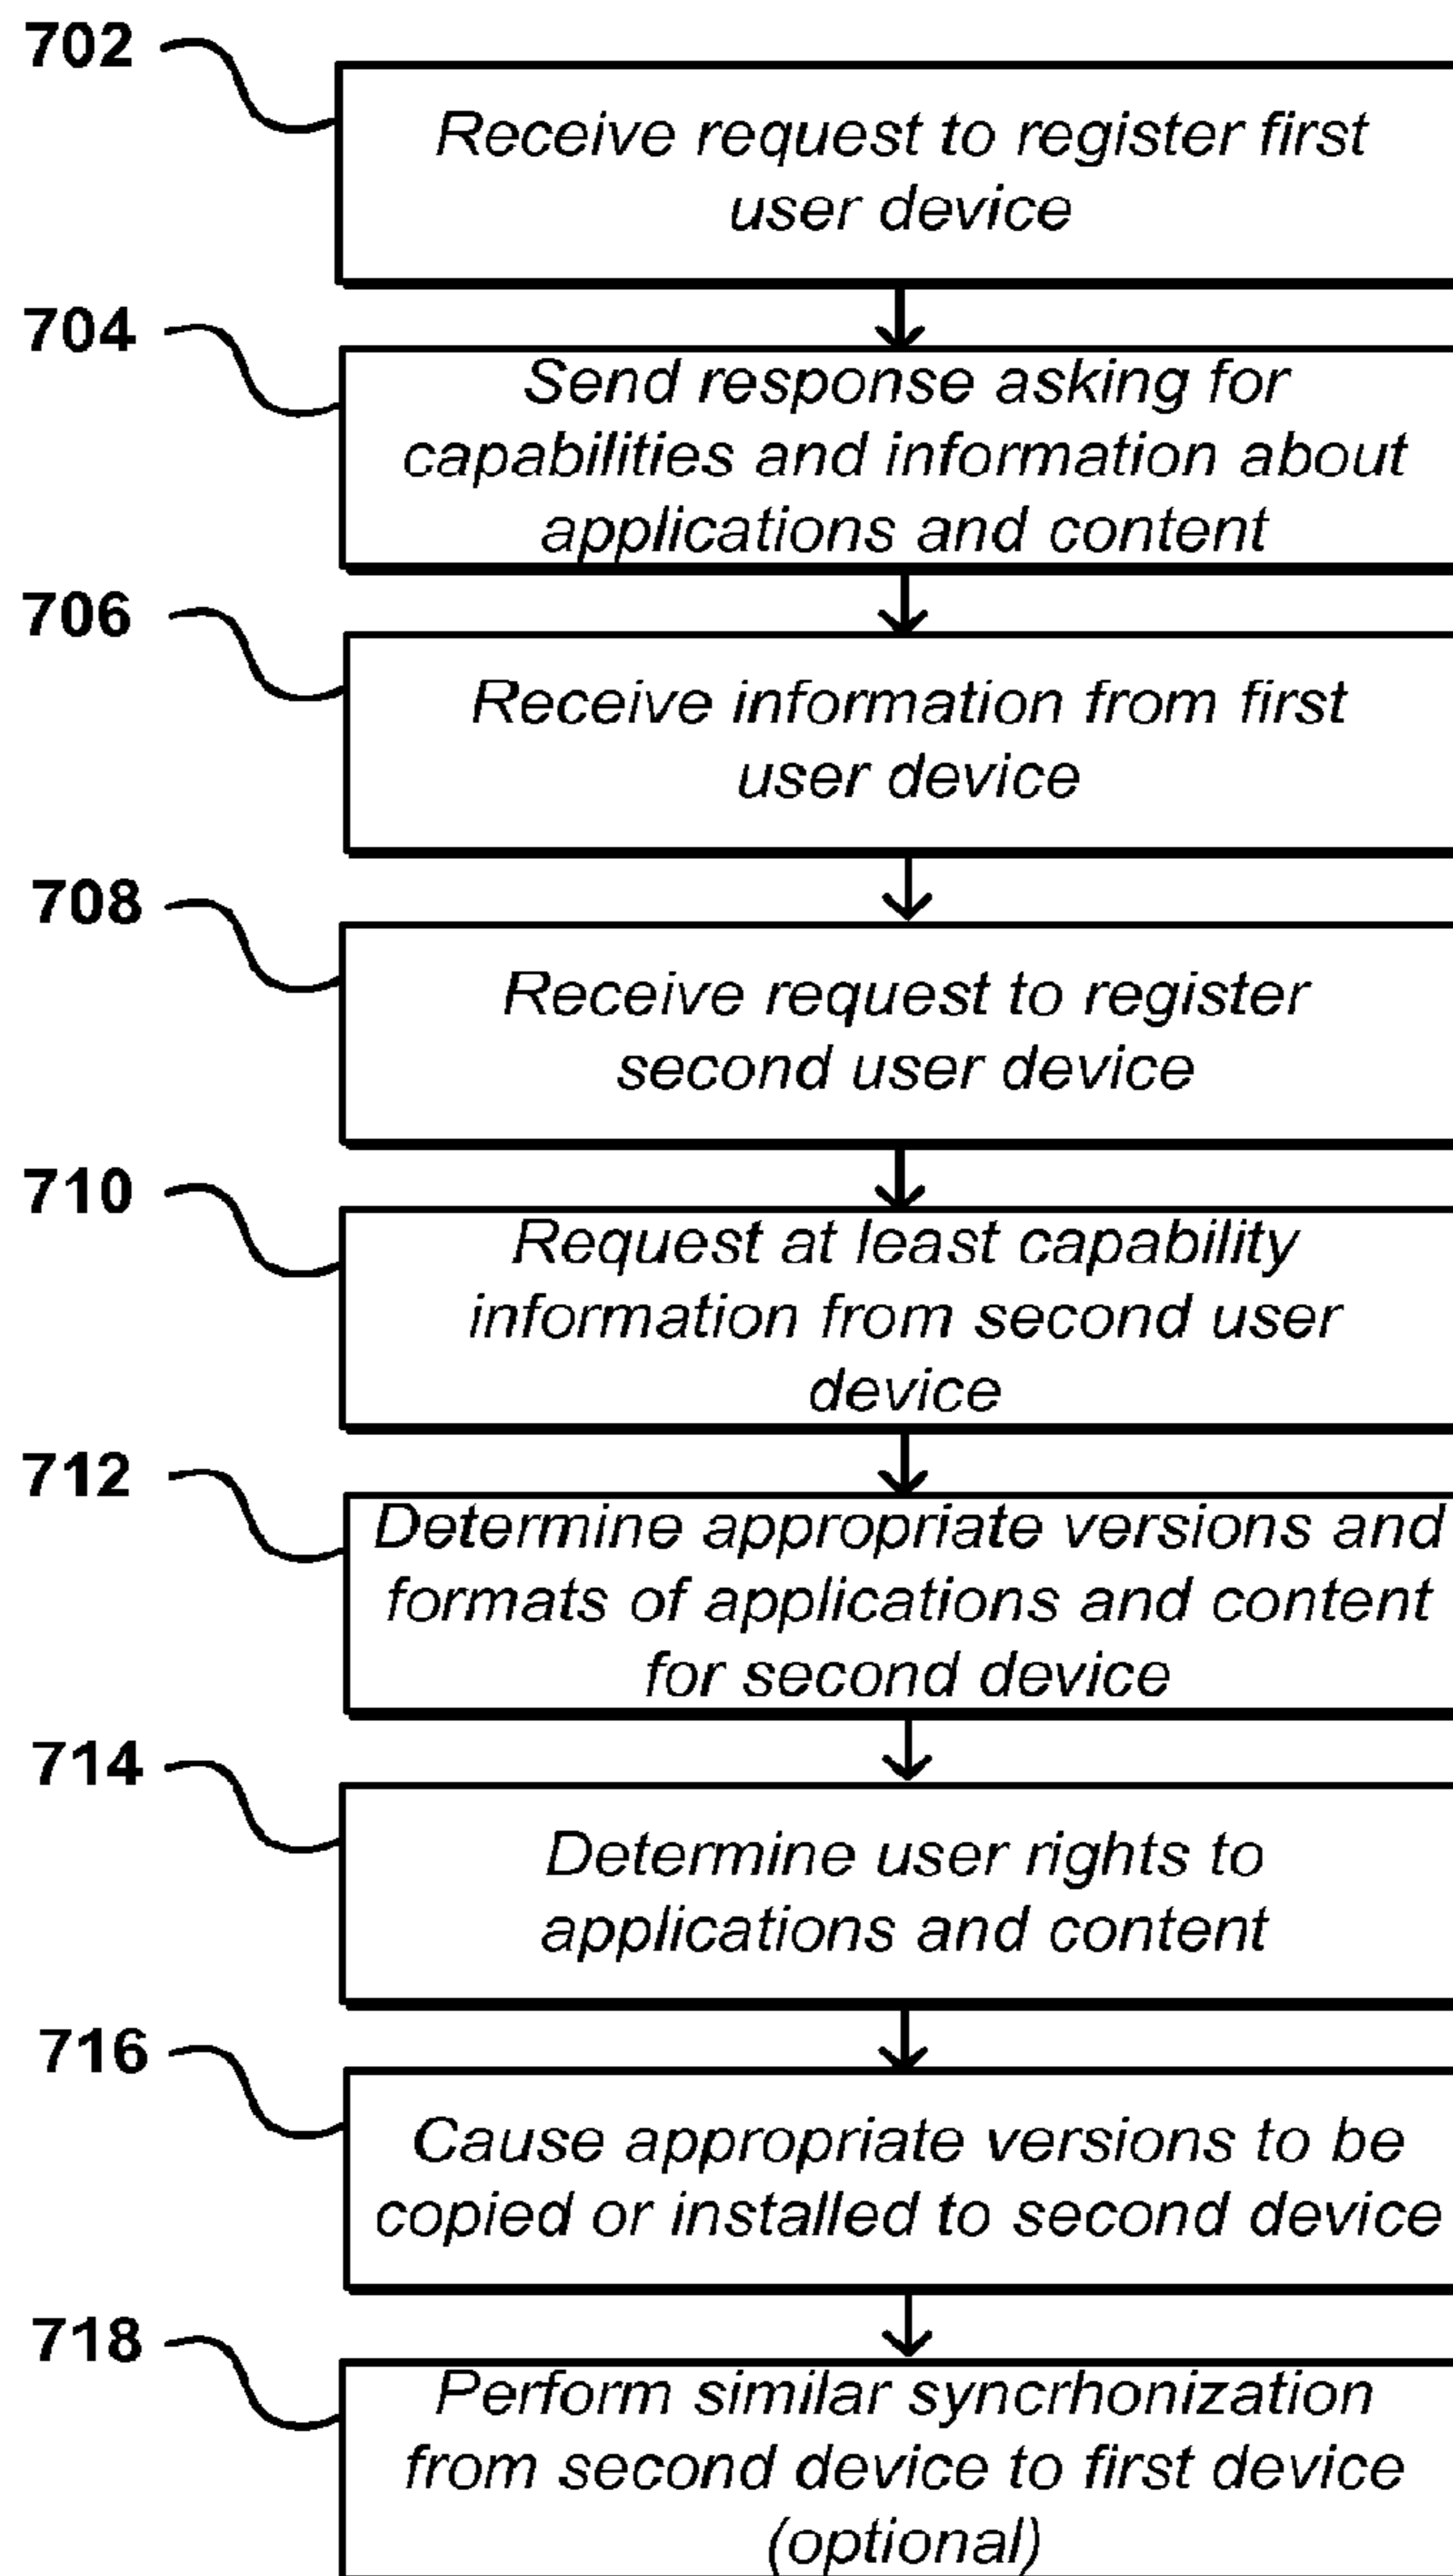 702
Receive request to register first
user device
704
Send response asking for
capabilities and information about
applications and content
706
Receive information from first
user device
708
Receive request to register
second user device
710
Request at least capability
information from second user
device
712
Determine appropriate versions and
formats of applications and content
for second device
714
Determine user rights to
applications and content
716
Cause appropriate versions to be
copied or installed to second device
718
Perform similar syncrhonization
from second device to first device
(optional)